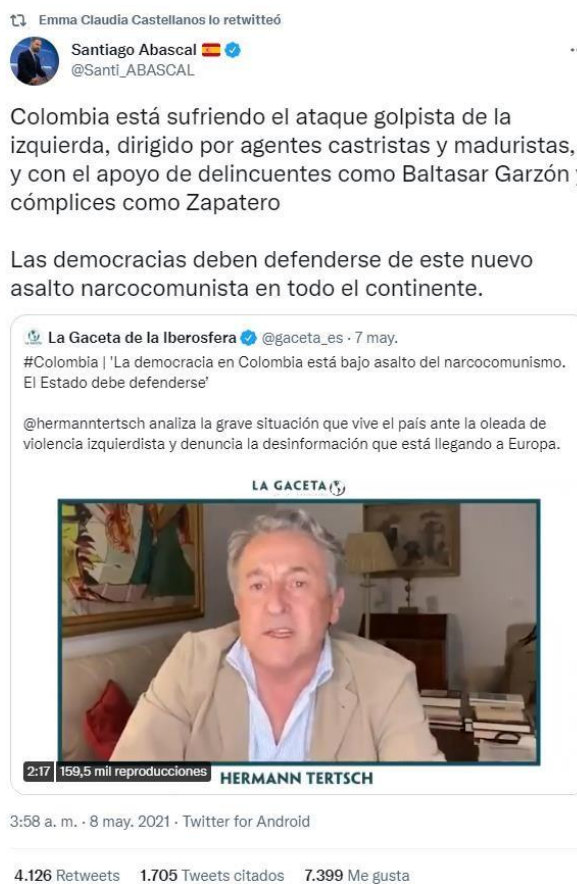 Emma Claudia Castellanos lo retwitteó
Santiago Abascal 🇪🇸
@Santi_ABASCAL
Colombia está sufriendo el ataque golpista de la
izquierda, dirigido por agentes castristas y maduristas,
y con el apoyo de delincuentes como Baltasar Garzón y
cómplices como Zapatero
Las democracias deben defenderse de este nuevo
asalto narcocomunista en todo el continente.
La Gaceta de la Iberosfera @gaceta_es · 7 may.
#Colombia | 'La democracia en Colombia está bajo asalto del narcocomunismo.
El Estado debe defenderse'
@hermanntertsch analiza la grave situación que vive el país ante la oleada de
violencia izquierdista y denuncia la desinformación que está llegando a Europa.
LA GACETA
2:17 159,5 mil reproducciones
HERMANN TERTSCH
3:58 a. m. · 8 may. 2021 · Twitter for Android
4.126 Retweets 1.705 Tweets citados 7.399 Me gusta